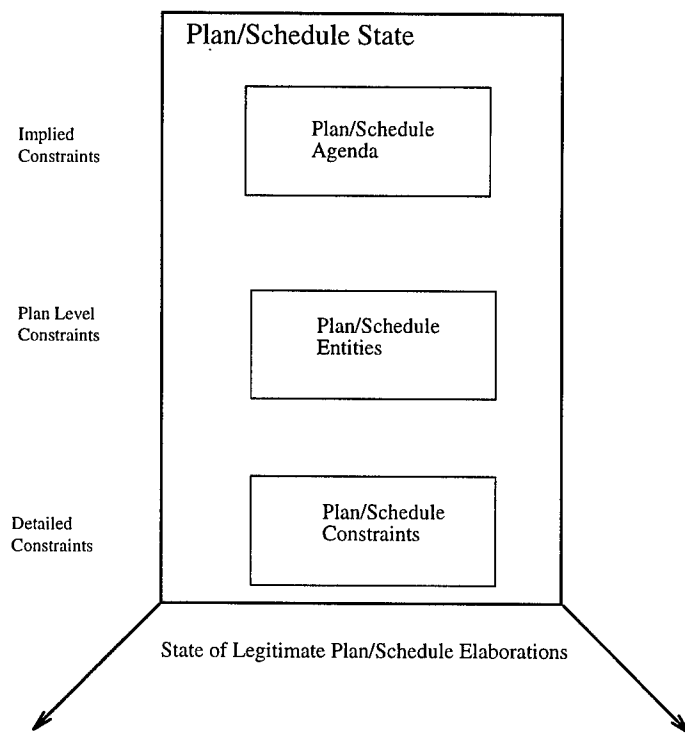 Plan/Schedule State
Implied
Constraints
Plan/Schedule
Agenda
Plan Level
Constraints
Plan/Schedule
Entities
Detailed
Constraints
Plan/Schedule
Constraints
State of Legitimate Plan/Schedule Elaborations